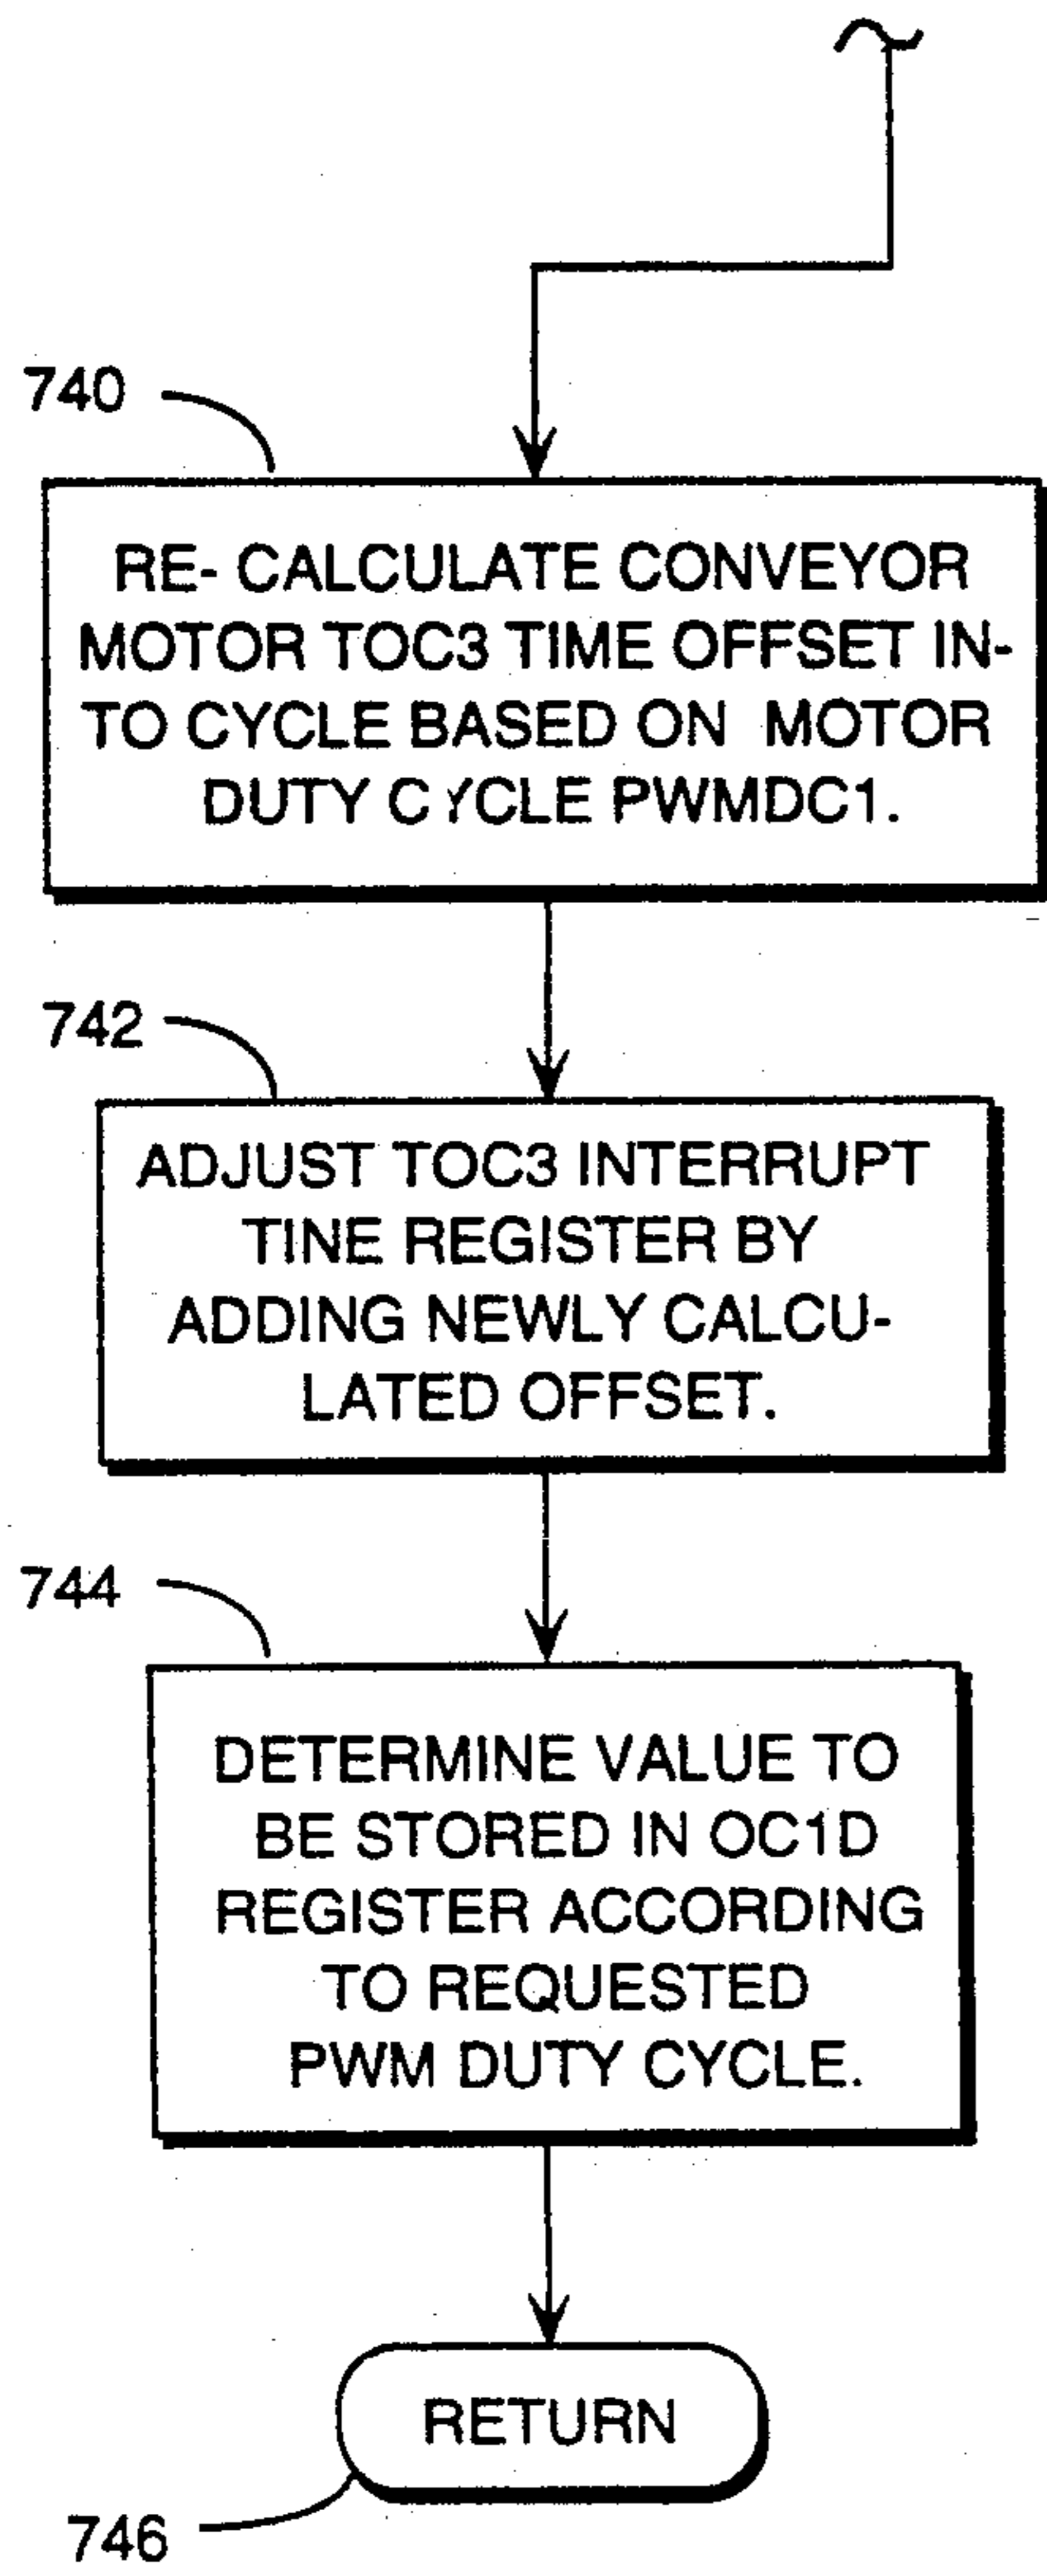 740
RE- CALCULATE CONVEYOR
MOTOR TOC3 TIME OFFSET IN-
TO CYCLE BASED ON MOTOR
DUTY CYCLE PWMDC1.
742
ADJUST TOC3 INTERRUPT
TINE REGISTER BY
ADDING NEWLY CALCU-
LATED OFFSET.
744
DETERMINE VALUE TO
BE STORED IN OC1D
REGISTER ACCORDING
TO REQUESTED
PWM DUTY CYCLE.
RETURN
746